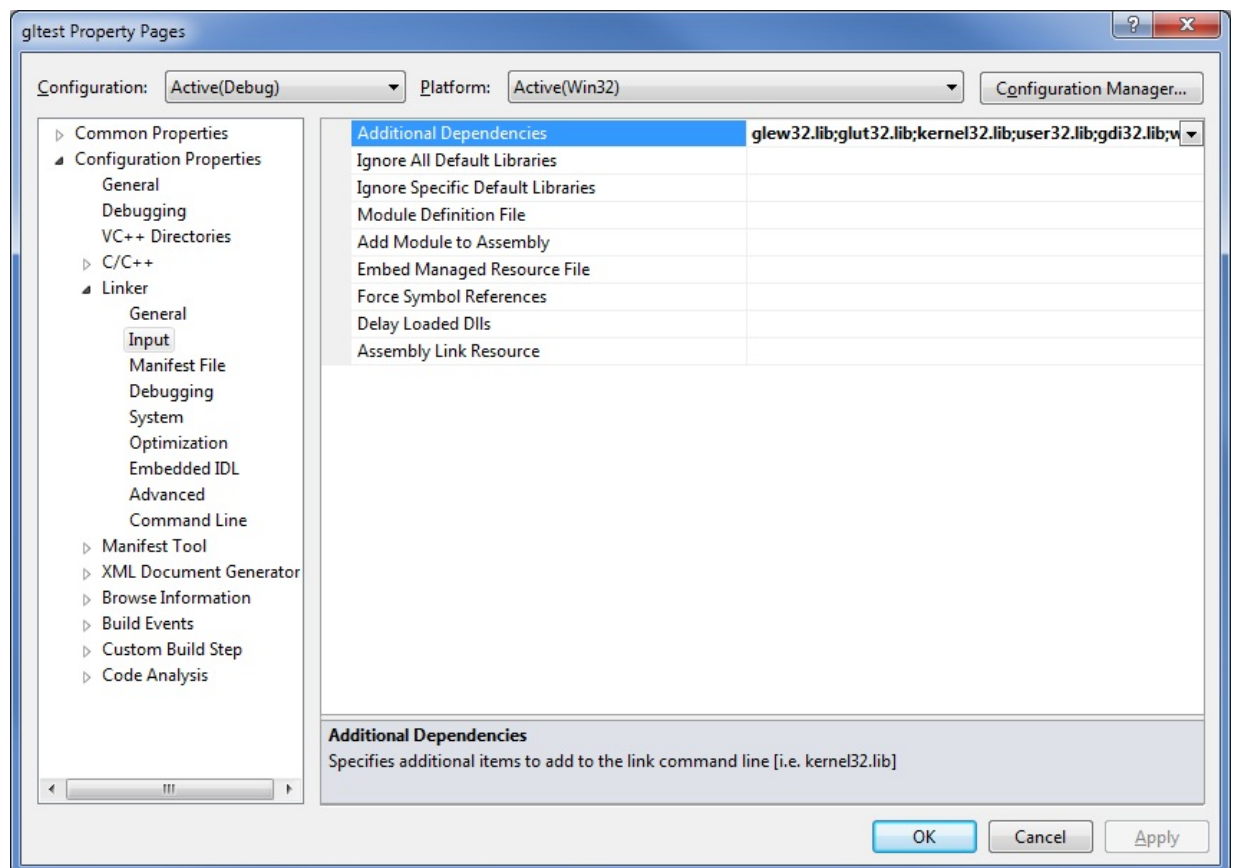 gltest Property Pages
Configuration: Active(Debug) Platform: Active(Win32) Configuration Manager...
Common Properties
Configuration Properties
General
Debugging
VC++ Directories
C/C++
Linker
General
Input
Manifest File
Debugging
System
Optimization
Embedded IDL
Advanced
Command Line
Manifest Tool
XML Document Generator
Browse Information
Build Events
Custom Build Step
Code Analysis
Additional Dependencies glew32.lib;glut32.lib;kernel32.lib;user32.lib;gdi32.lib;w
Ignore All Default Libraries
Ignore Specific Default Libraries
Module Definition File
Add Module to Assembly
Embed Managed Resource File
Force Symbol References
Delay Loaded Dlls
Assembly Link Resource
Additional Dependencies
Specifies additional items to add to the link command line [i.e. kernel32.lib]
OK Cancel Apply